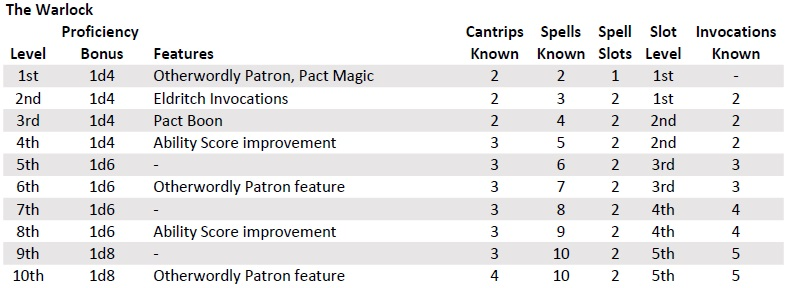 The Warlock
Proficiency Cantrips Spells Spell Slot Invocations
Level Bonus Features Known Known Slots Level Known
1st 1d4 Otherwordly Patron, Pact Magic 2 2 1 1st -
2nd 1d4 Eldritch Invocations 2 3 2 1st 2
3rd 1d4 Pact Boon 2 4 2 2nd 2
4th 1d4 Ability Score improvement 3 5 2 2nd 2
5th 1d6 - 3 6 2 3rd 3
6th 1d6 Otherwordly Patron feature 3 7 2 3rd 3
7th 1d6 - 3 8 2 4th 4
8th 1d6 Ability Score improvement 3 9 2 4th 4
9th 1d8 - 3 10 2 5th 5
10th 1d8 Otherwordly Patron feature 4 10 2 5th 5